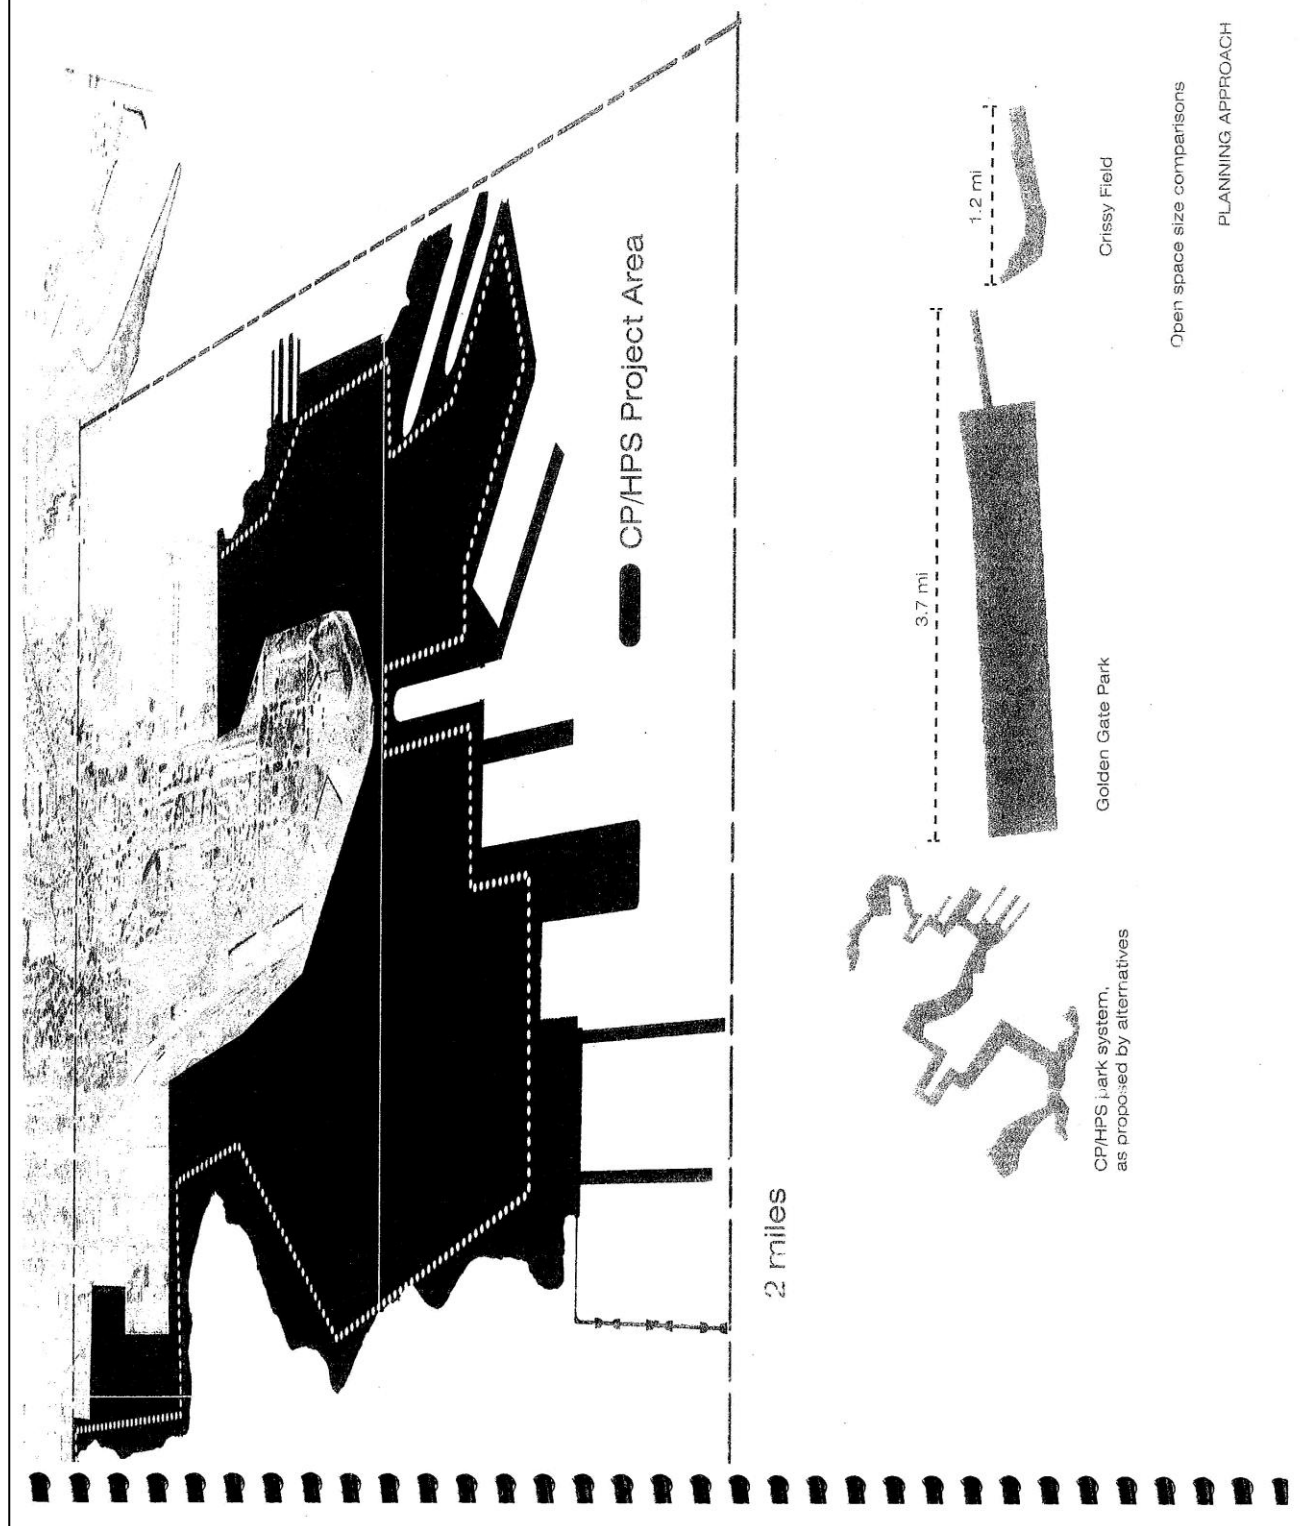 CP/HPS Project Area
2 miles
CP/HPS park system,
as proposed by alternatives
Golden Gate Park
3.7 mi
Crissy Field
1.2 mi
Open space size comparisons
PLANNING APPROACH